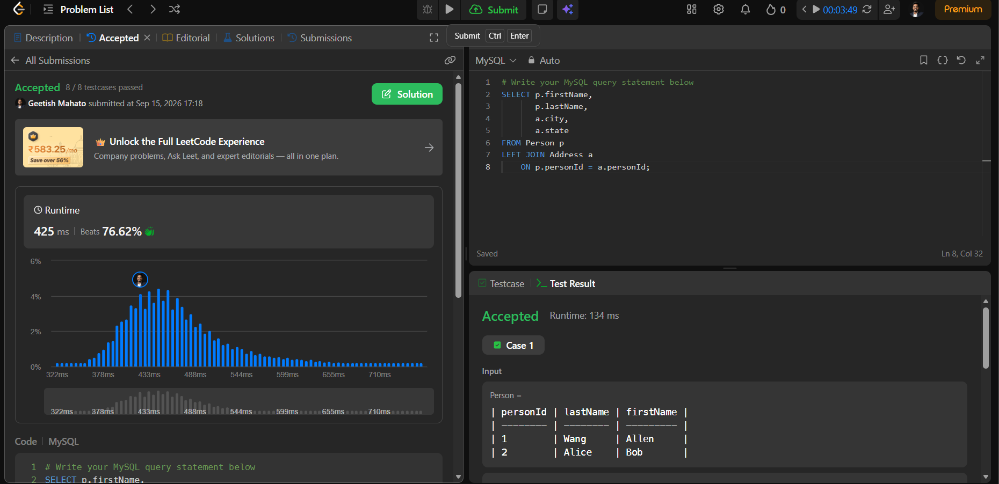 Problem List
Submit
0
00:03:49
Premium
Description
Accepted
Editorial
Solutions
Submissions
Submit Ctrl Enter
All Submissions
Accepted 8 / 8 testcases passed
Geetish Mahato submitted at Sep 15, 2026 17:18
Solution
₹583.25/mo
Save over 56%
Unlock the Full LeetCode Experience
Company problems, Ask Leet, and expert editorials — all in one plan.
Runtime
425 ms Beats 76.62%
6%
4%
2%
0%
322ms 378ms 433ms 488ms 544ms 599ms 655ms 710ms
322ms 378ms 433ms 488ms 544ms 599ms 655ms 710ms
Code MySQL
1 # Write your MySQL query statement below
2 SELECT p.firstName,
MySQL Auto
1 # Write your MySQL query statement below
2 SELECT p.firstName,
3 p.lastName,
4 a.city,
5 a.state
6 FROM Person p
7 LEFT JOIN Address a
8 ON p.personId = a.personId;
Saved
Ln 8, Col 32
Testcase
Test Result
Accepted Runtime: 134 ms
Case 1
Input
Person =
| personId | lastName | firstName |
| -------- | -------- | --------- |
| 1 | Wang | Allen |
| 2 | Alice | Bob |